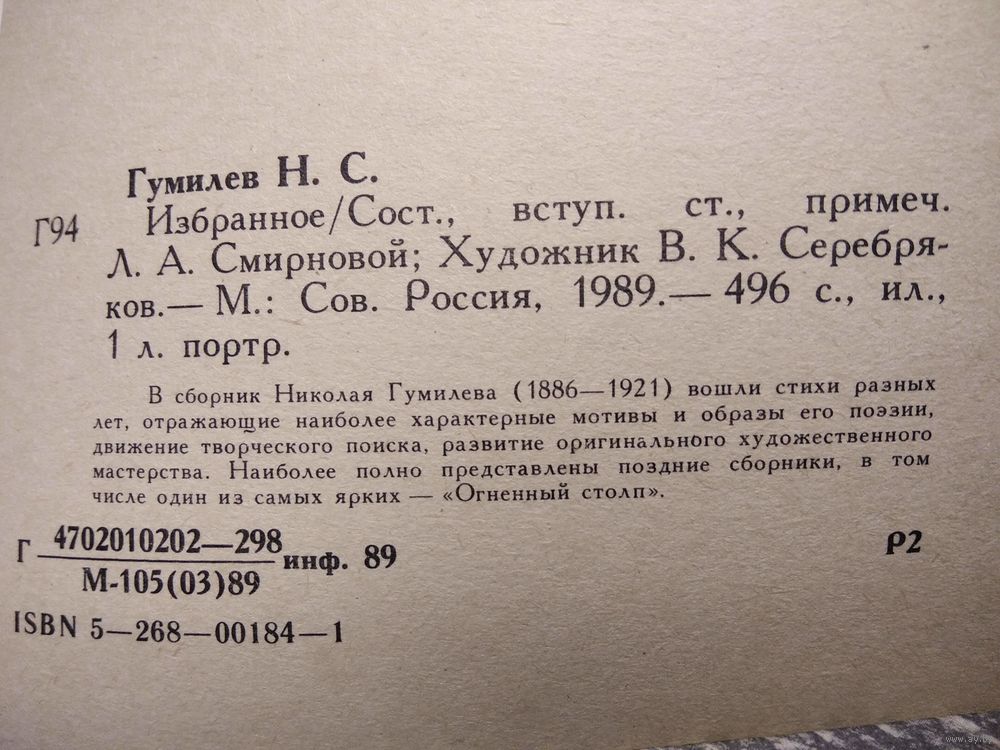 Гумилев Н. С.
Г94
Избранное/Сост., вступ. ст., примеч.
Л. А. Смирновой; Художник В. К. Серебря-
ков.— М.: Сов. Россия, 1989.— 496 с., ил.,
1 л. портр.
В сборник Николая Гумилева (1886—1921) вошли стихи разных
лет, отражающие наиболее характерные мотивы и образы его поэзии,
движение творческого поиска, развитие оригинального художественного
мастерства. Наиболее полно представлены поздние сборники, в том
числе один из самых ярких — «Огненный столп».
Г 4702010202—298 инф. 89
М-105(03)89
Р2
ISBN 5—268—00184—1